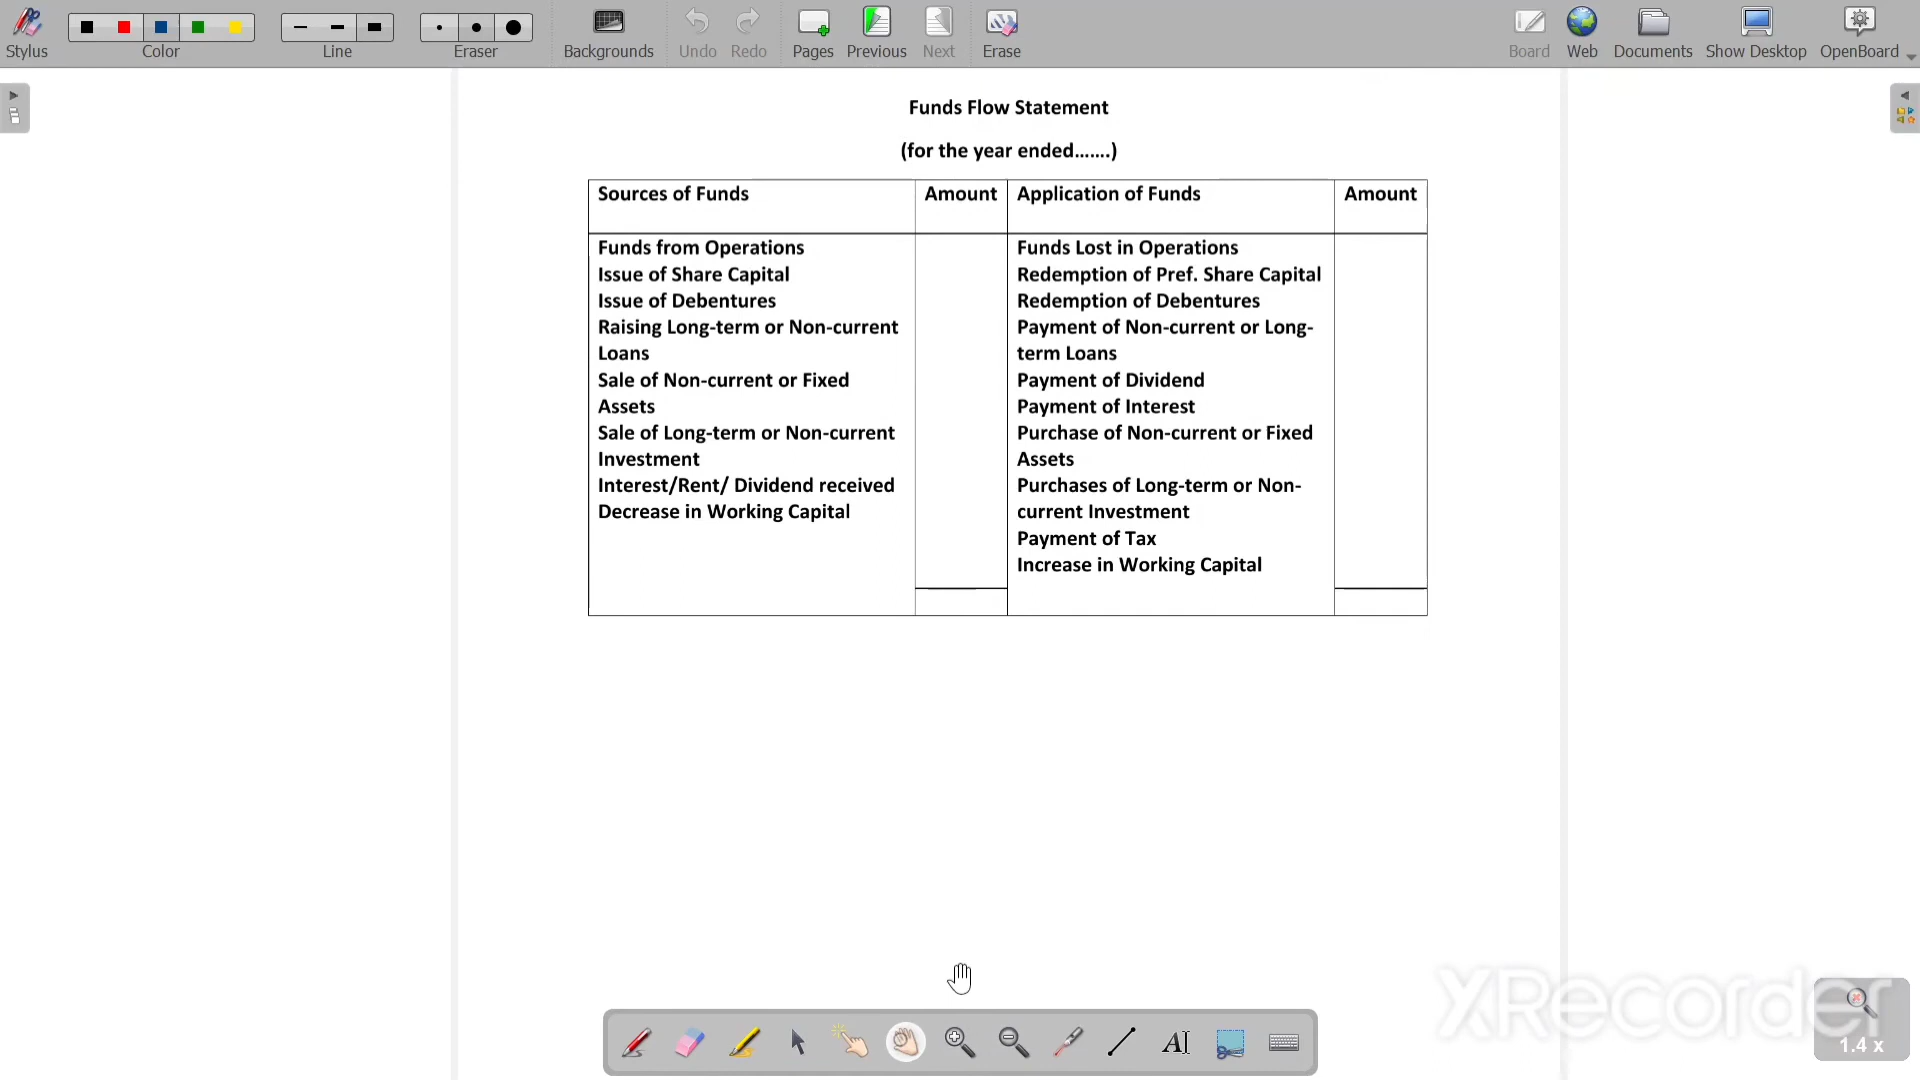 Stylus
Color
Line
Eraser
Backgrounds
Undo
Redo
Pages
Previous
Next
Erase
Board
Web
Documents
Show Desktop
OpenBoard
Funds Flow Statement
(for the year ended.......)
Sources of Funds
Amount
Application of Funds
Amount
Funds from Operations
Issue of Share Capital
Issue of Debentures
Raising Long-term or Non-current
Loans
Sale of Non-current or Fixed
Assets
Sale of Long-term or Non-current
Investment
Interest/Rent/ Dividend received
Decrease in Working Capital
Funds Lost in Operations
Redemption of Pref. Share Capital
Redemption of Debentures
Payment of Non-current or Long-
term Loans
Payment of Dividend
Payment of Interest
Purchase of Non-current or Fixed
Assets
Purchases of Long-term or Non-
current Investment
Payment of Tax
Increase in Working Capital
XRecorder
1.4 x